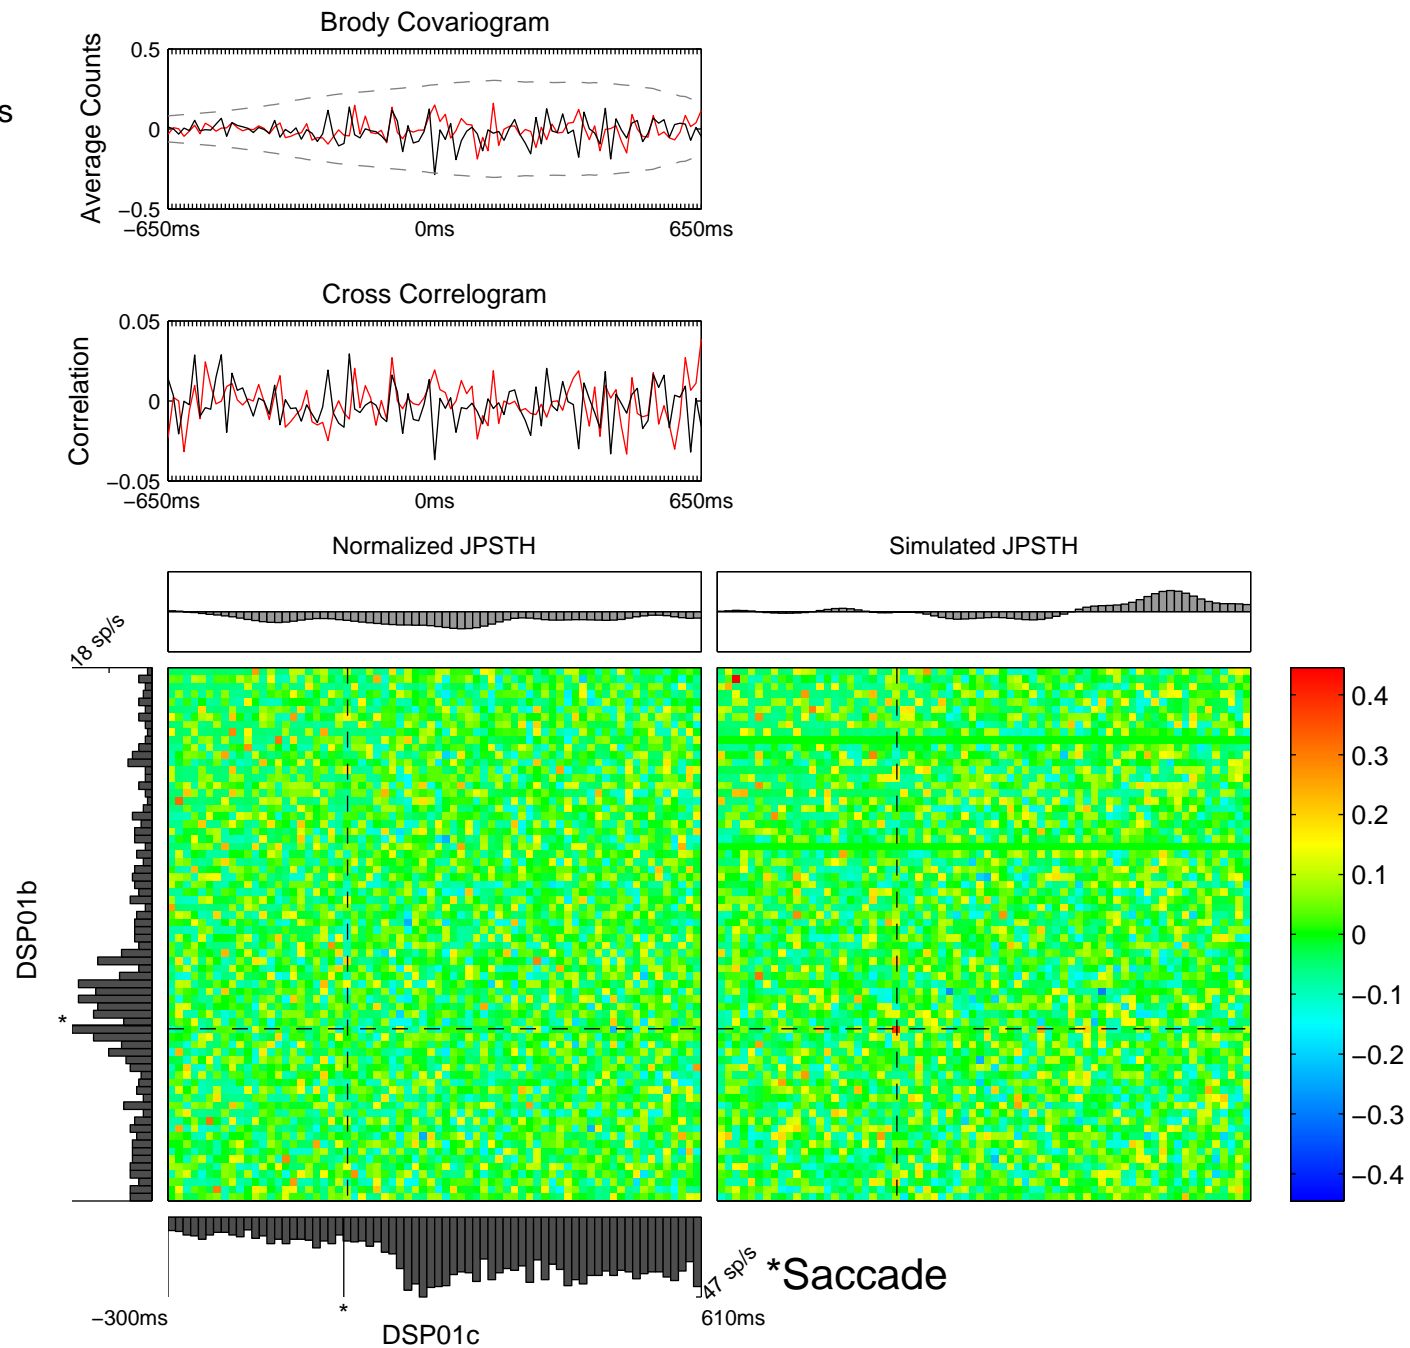 Brody Covariogram
s
Average Counts
0.5
0
−0.5
−650ms
0ms
650ms
Cross Correlogram
Correlation
0.05
0
−0.05
−650ms
0ms
650ms
Normalized JPSTH
Simulated JPSTH
18 sp/s
DSP01b
*
0.4
0.3
0.2
0.1
0
−0.1
−0.2
−0.3
−0.4
47 sp/s
*Saccade
*
−300ms
610ms
DSP01c